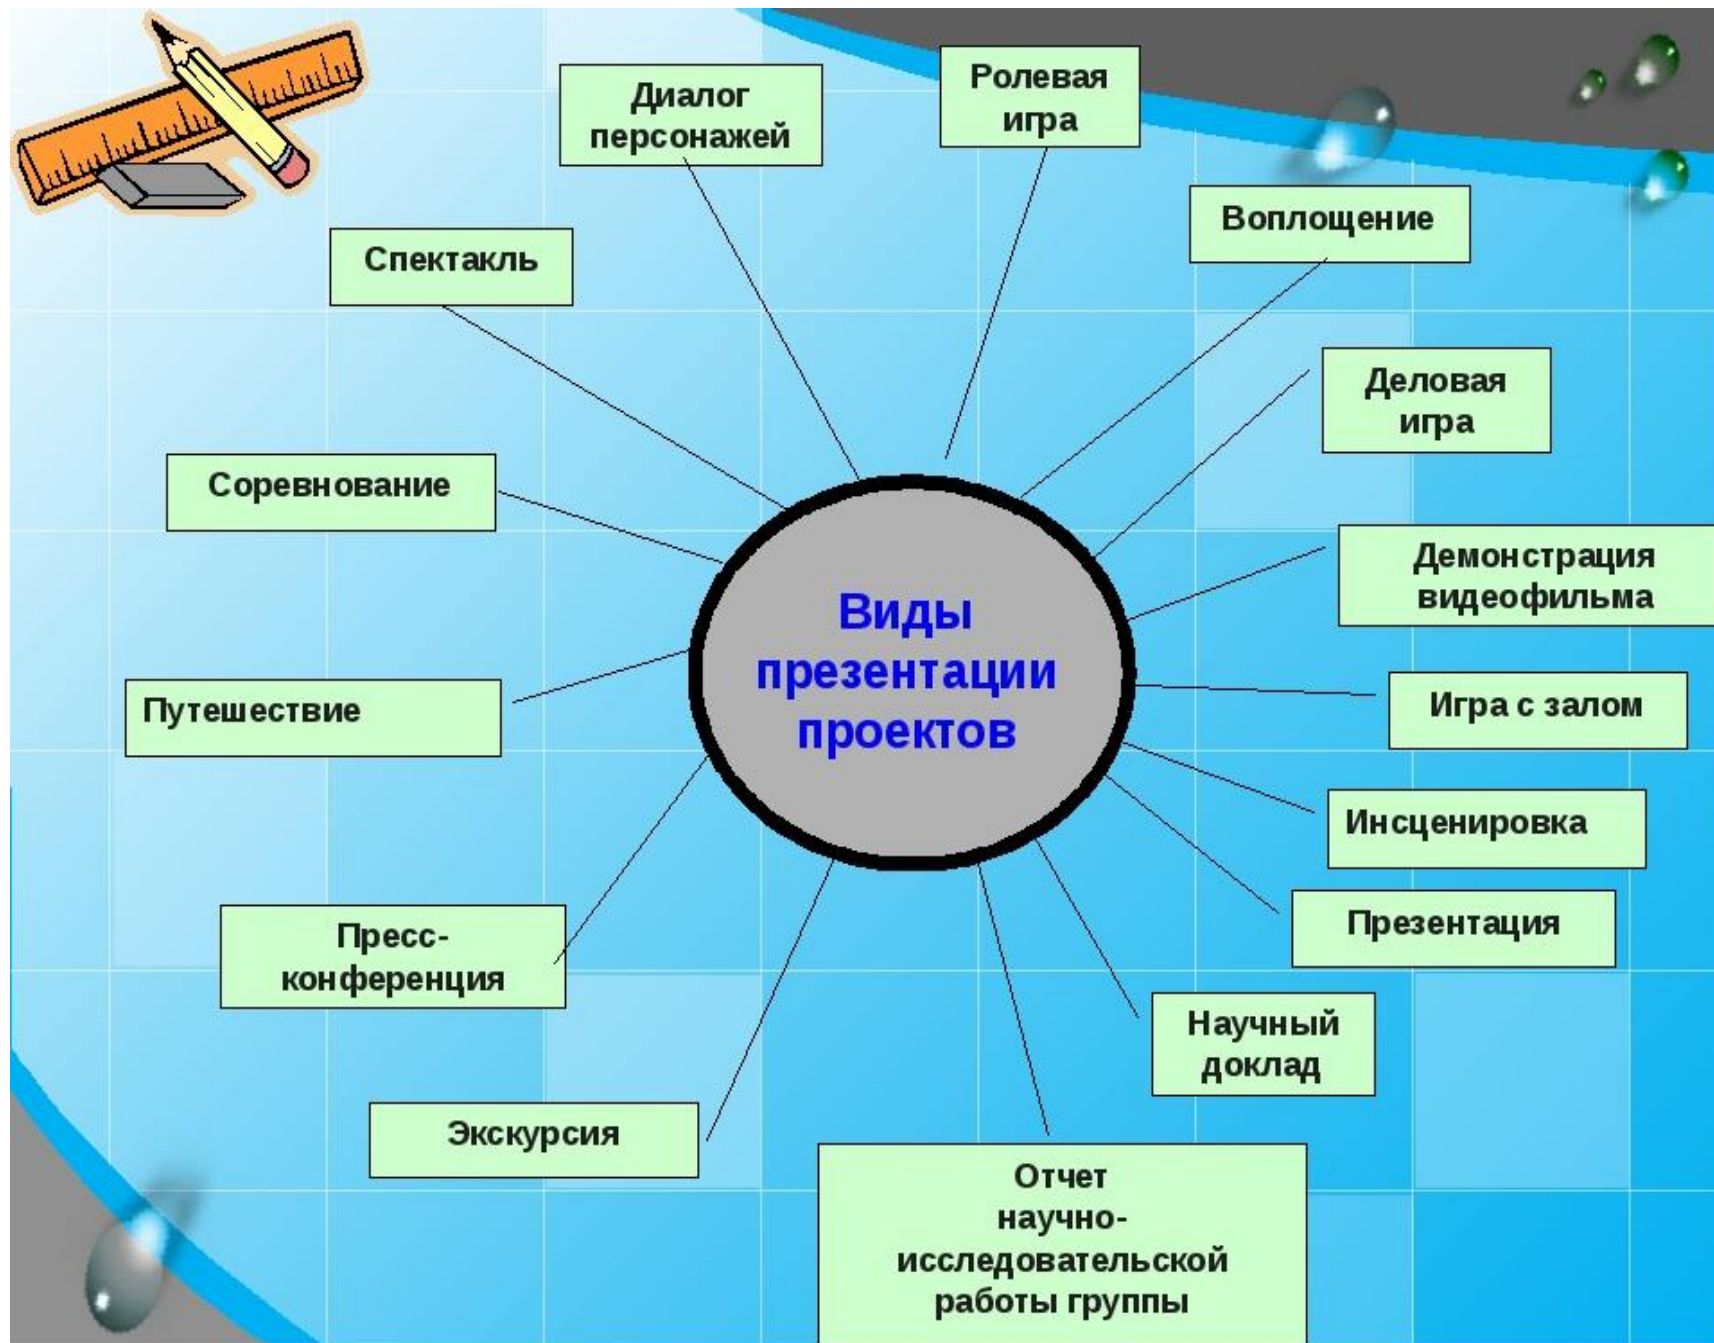 Диалог
персонажей
Ролевая
игра
Воплощение
Спектакль
Деловая
игра
Соревнование
Демонстрация
видеофильма
Виды
презентации
проектов
Путешествие
Игра с залом
Инсценировка
Презентация
Пресс-
конференция
Научный
доклад
Экскурсия
Отчет
научно-
исследовательской
работы группы